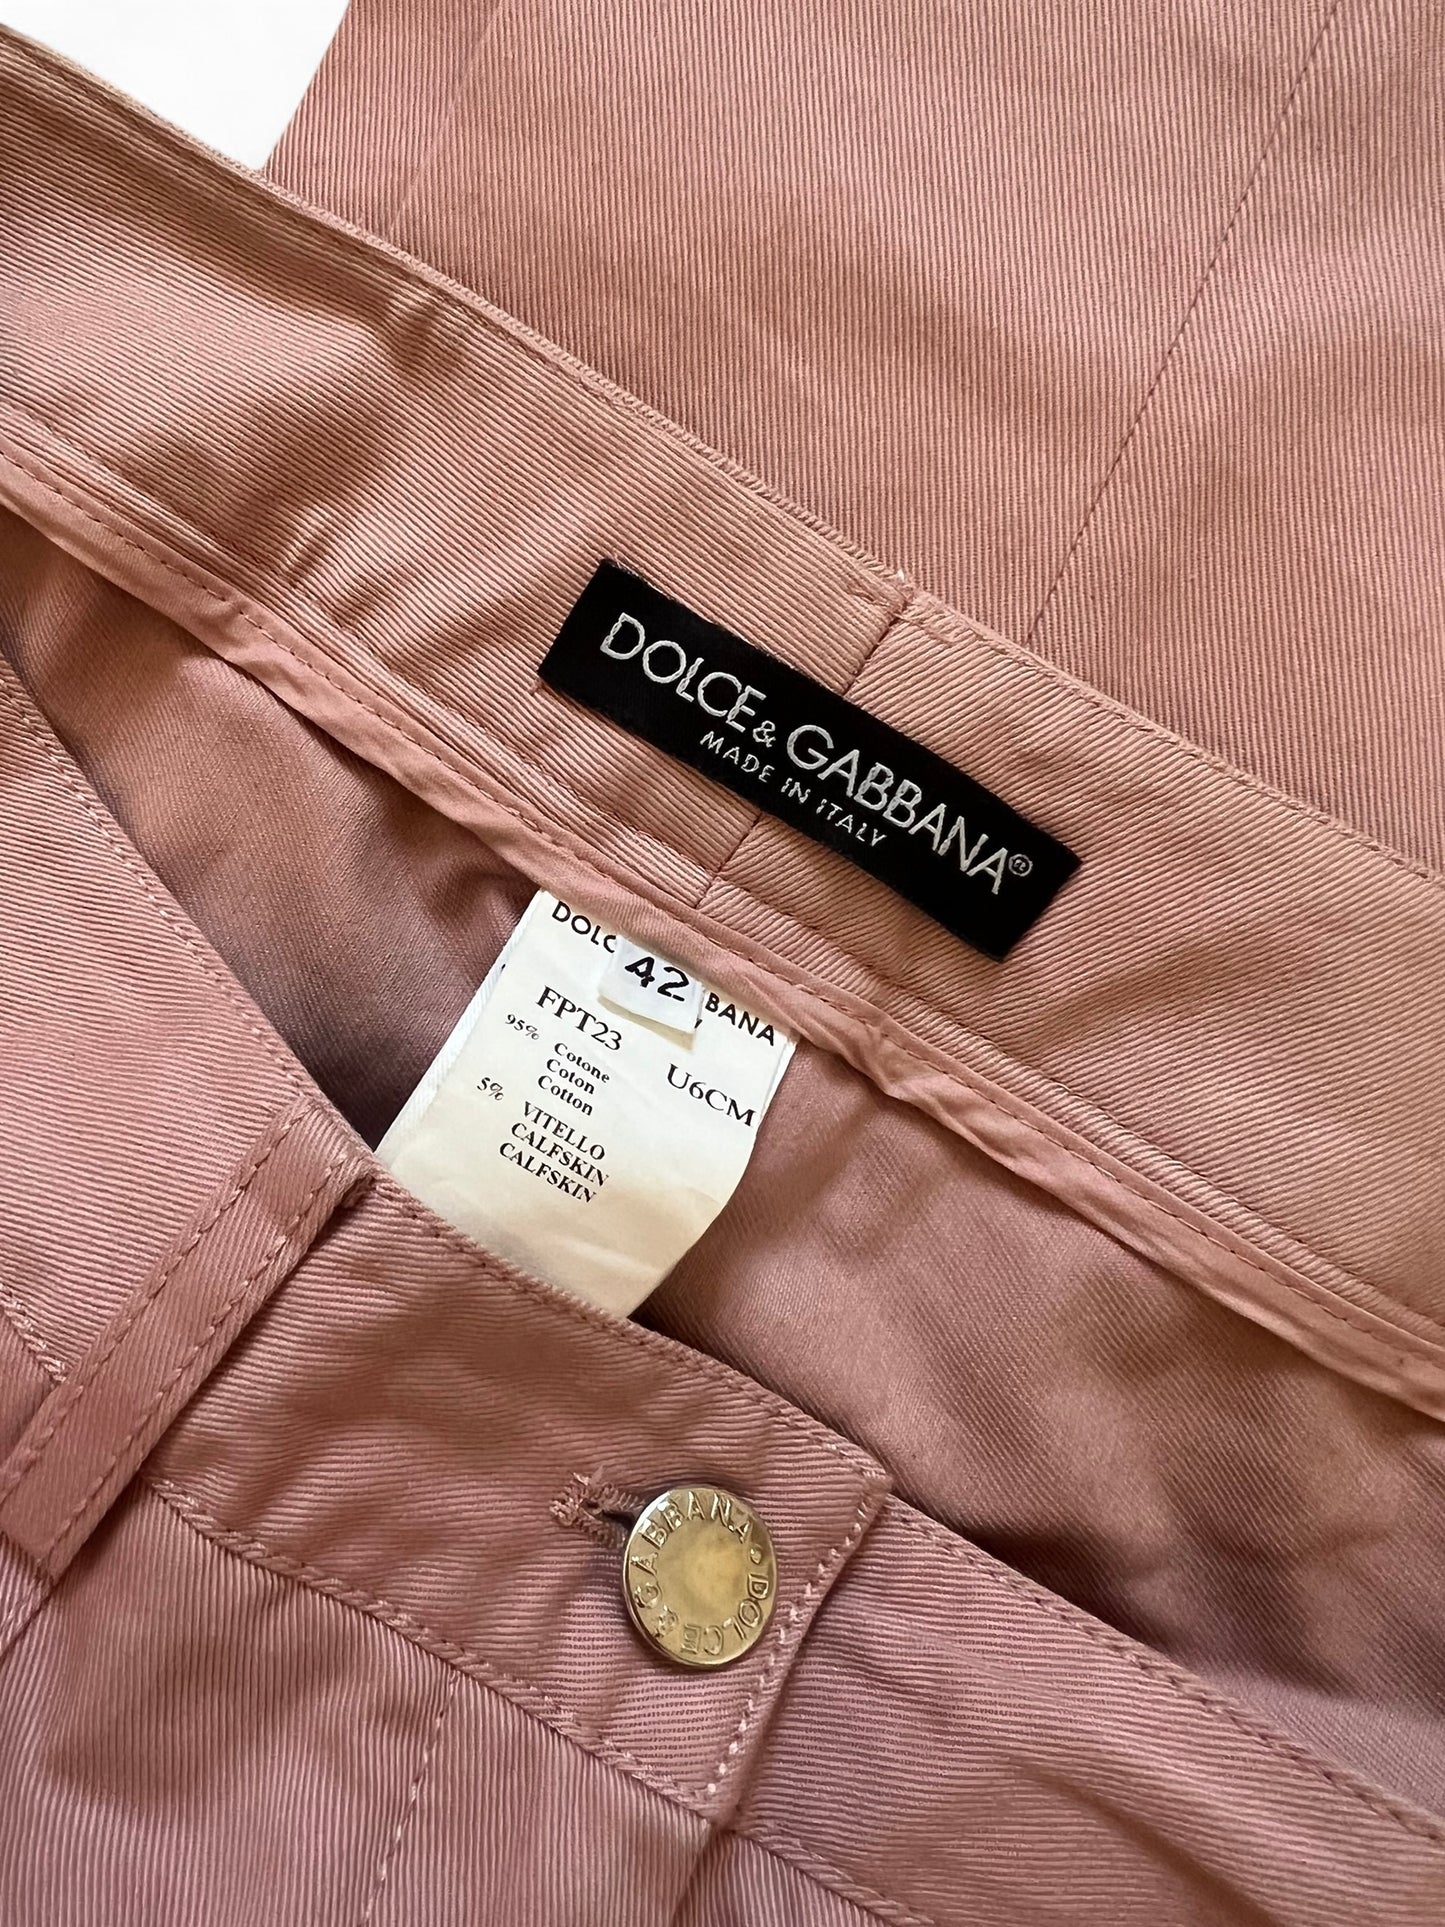 DOLCE & GABBANA®
MADE IN ITALY
DOLC
42
BANA
FPT23
U6CM
95% Cotone
Coton
Cotton
5% VITELLO
CALFSKIN
CALFSKIN
DOLCE & GABBANA